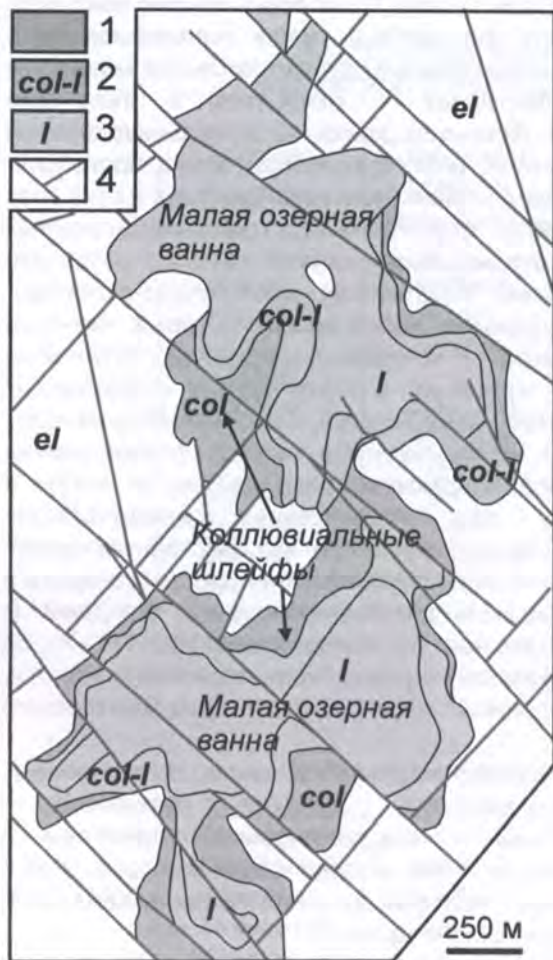 1
col-l 2
l 3
4
el
Малая озерная
ванна
col-l
l
col
el
col-l
Коллювиальные
шлейфы
l
Малая озерная
ванна
col-l
col
l
250 м